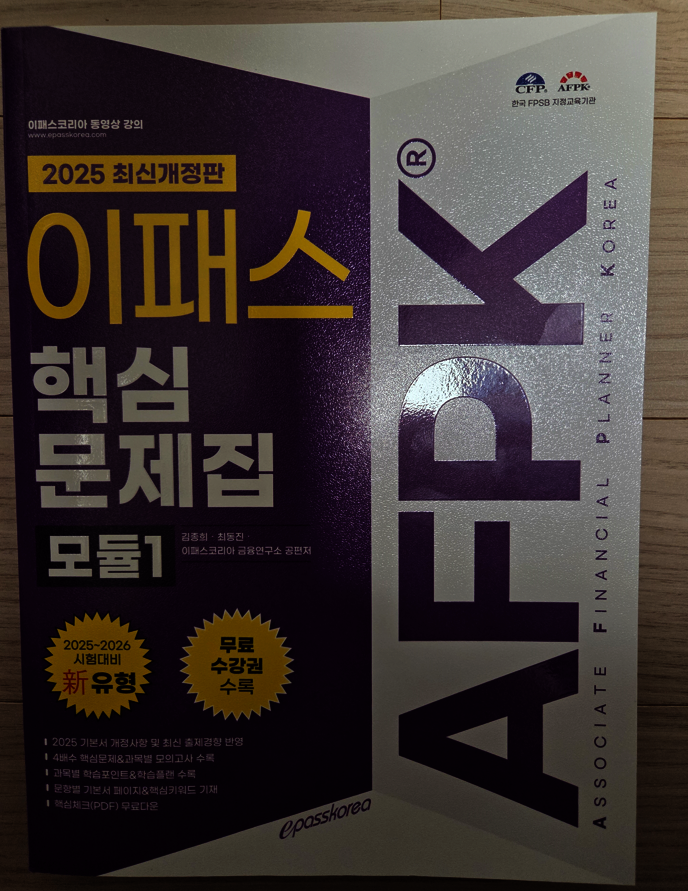 CFP® AFPK®
한국 FPSB 지정교육기관
이패스코리아 동영상 강의
www.epasskorea.com
2025 최신개정판
이패스
핵심
문제집
모듈1
김종희 · 최동진 ·
이패스코리아 금융연구소 공편저
2025~2026
시험대비
新유형
무료
수강권
수록
2025 기본서 개정사항 및 최신 출제경향 반영
4배수 핵심문제&과목별 모의고사 수록
과목별 학습포인트&학습플랜 수록
문항별 기본서 페이지&핵심키워드 기재
핵심체크(PDF) 무료다운
epasskorea
AFPK®
ASSOCIATE FINANCIAL PLANNER KOREA